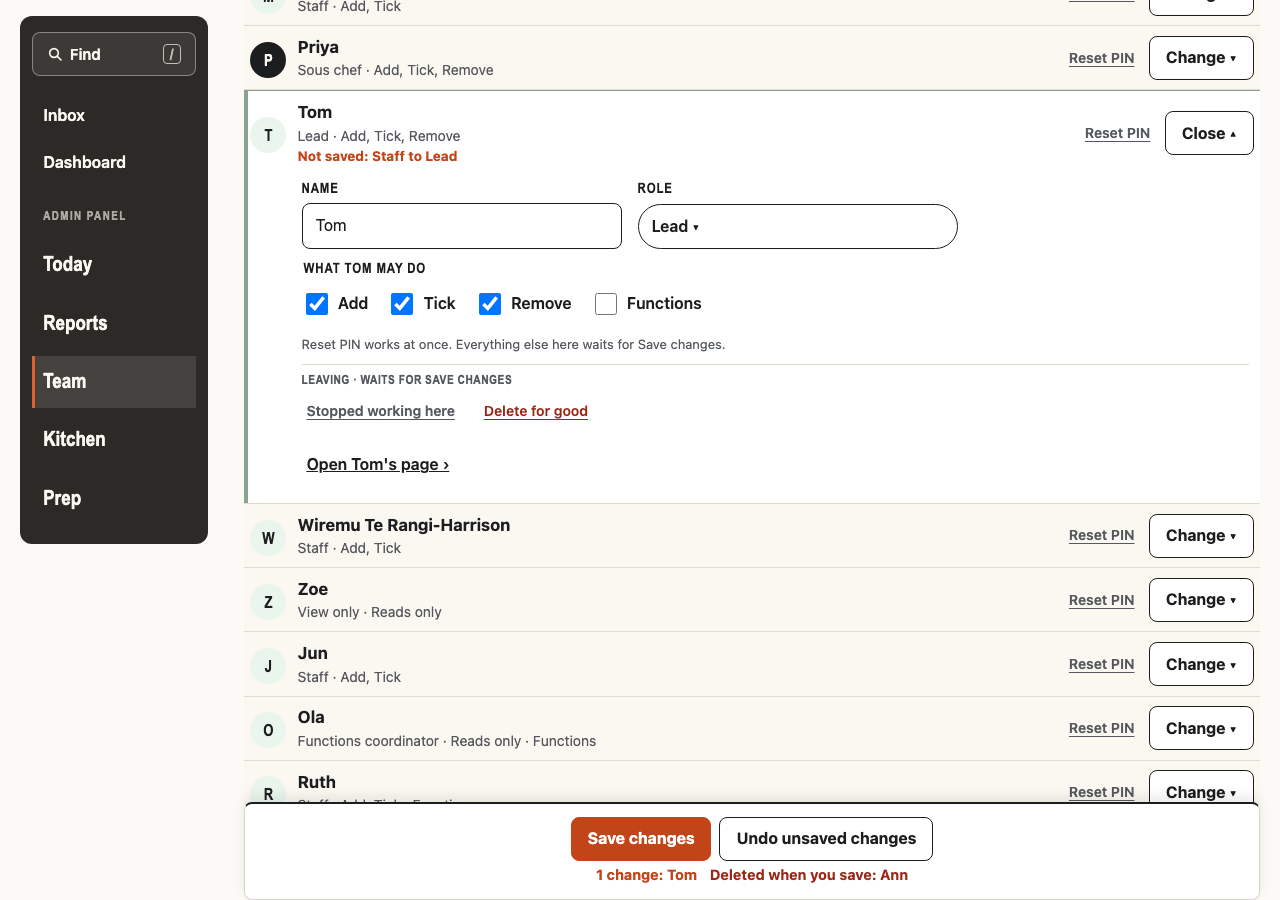 Find /
Inbox
Dashboard
ADMIN PANEL
Today
Reports
Team
Kitchen
Prep
Staff · Add, Tick
P
Priya
Sous chef · Add, Tick, Remove
Reset PIN
Change ▾
T
Tom
Lead · Add, Tick, Remove
Not saved: Staff to Lead
Reset PIN
Close ▴
NAME
Tom
ROLE
Lead ▾
WHAT TOM MAY DO
Add
Tick
Remove
Functions
Reset PIN works at once. Everything else here waits for Save changes.
LEAVING · WAITS FOR SAVE CHANGES
Stopped working here
Delete for good
Open Tom's page ›
W
Wiremu Te Rangi-Harrison
Staff · Add, Tick
Reset PIN
Change ▾
Z
Zoe
View only · Reads only
Reset PIN
Change ▾
J
Jun
Staff · Add, Tick
Reset PIN
Change ▾
O
Ola
Functions coordinator · Reads only · Functions
Reset PIN
Change ▾
R
Ruth
Reset PIN
Change ▾
Save changes
Undo unsaved changes
1 change: Tom
Deleted when you save: Ann